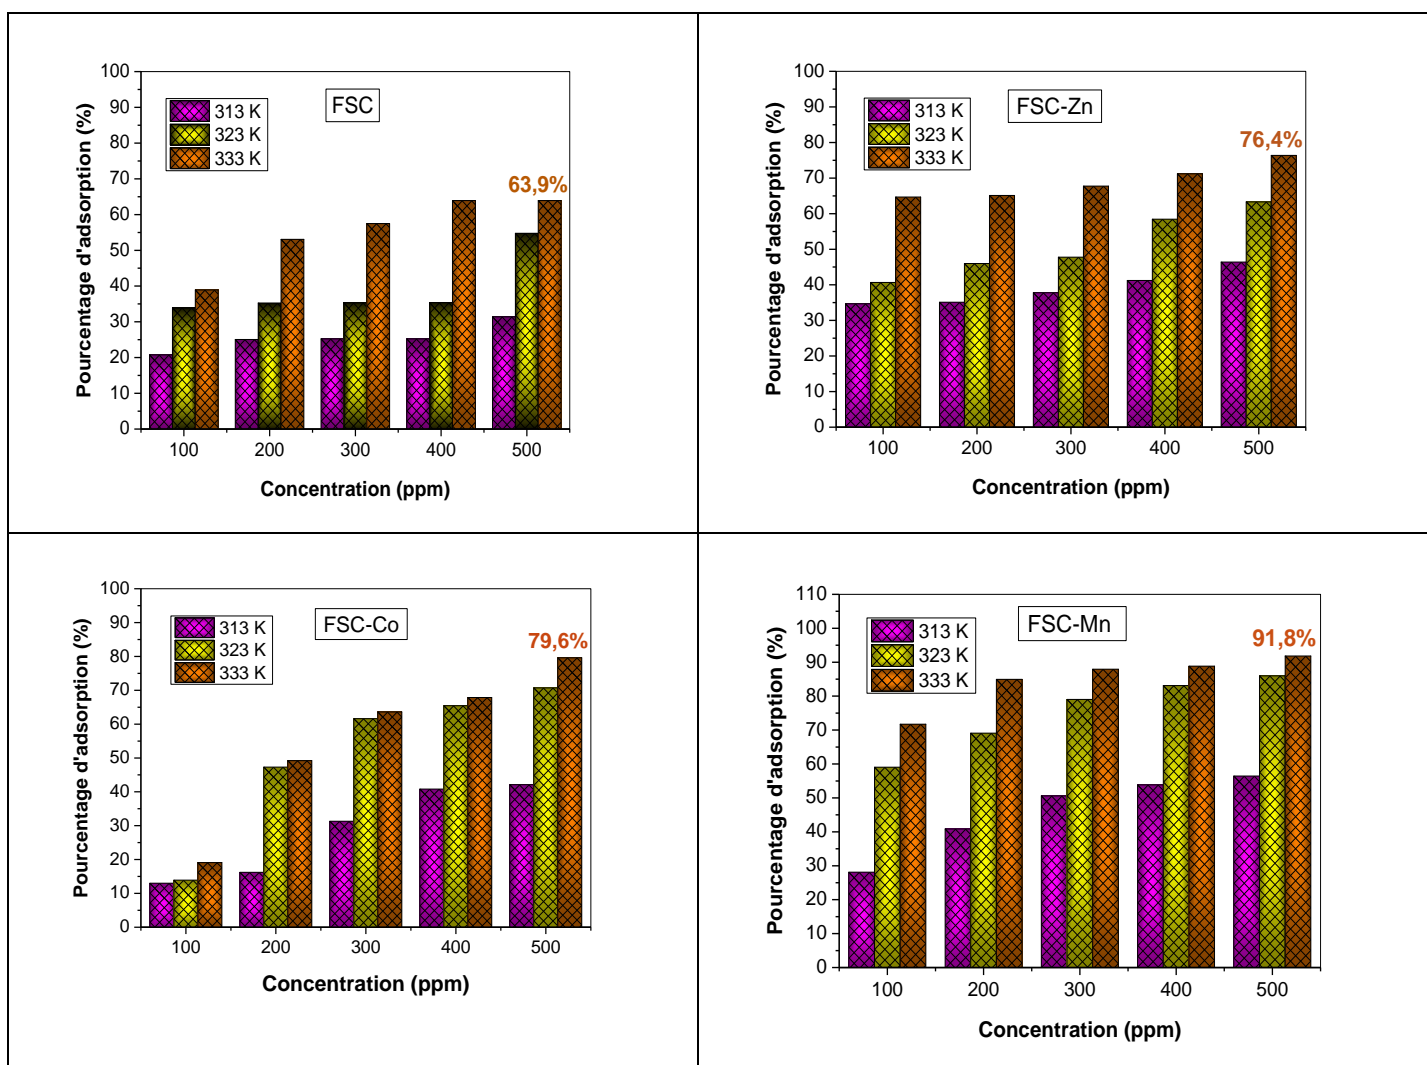 Pourcentage d'adsorption (%)
100
90
80
70
60
50
40
30
20
10
0
313 K
323 K
333 K
FSC
63,9%
100 200 300 400 500
Concentration (ppm)
Pourcentage d'adsorption (%)
100
90
80
70
60
50
40
30
20
10
0
313 K
323 K
333 K
FSC-Zn
76,4%
100 200 300 400 500
Concentration (ppm)
Pourcentage d'adsorption (%)
100
90
80
70
60
50
40
30
20
10
0
313 K
323 K
333 K
FSC-Co
79,6%
100 200 300 400 500
Concentration (ppm)
Pourcentage d'adsorption (%)
110
100
90
80
70
60
50
40
30
20
10
0
313 K
323 K
333 K
FSC-Mn
91,8%
100 200 300 400 500
Concentration (ppm)